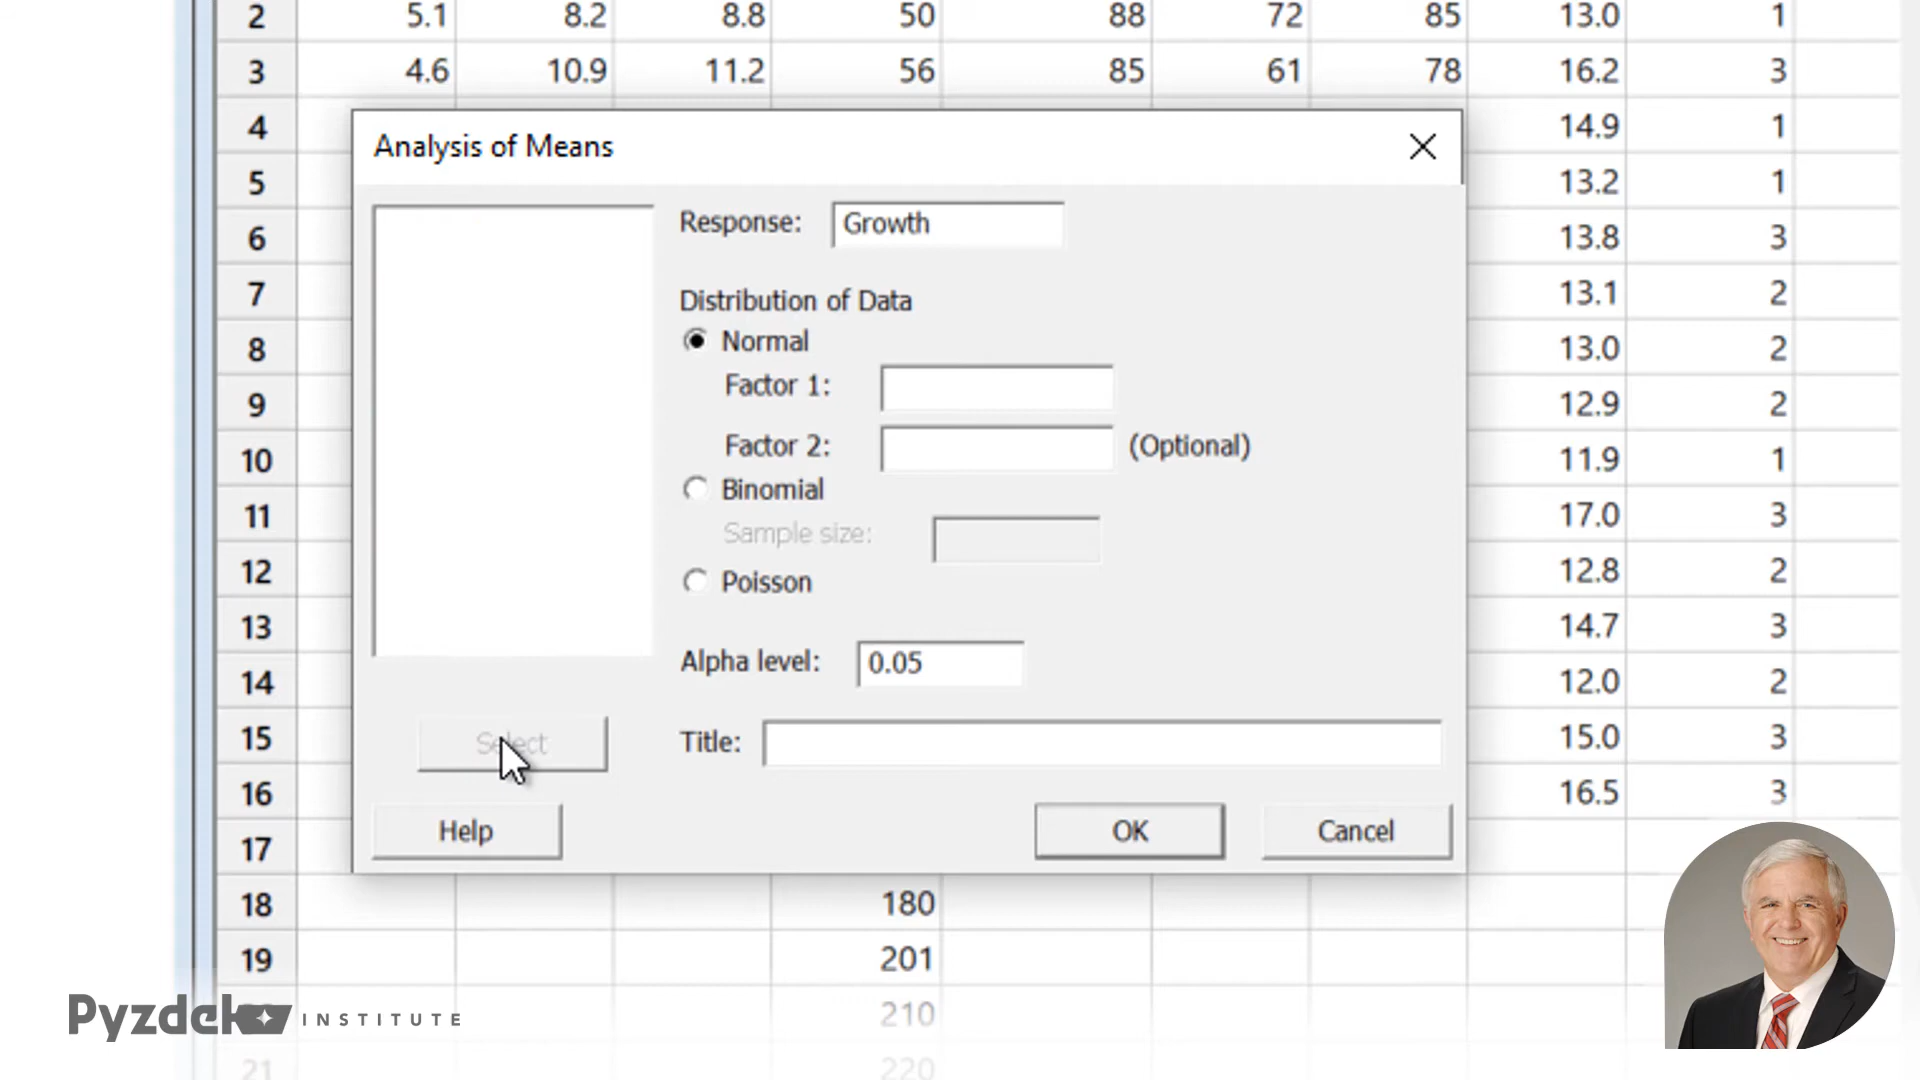 2 5.1 8.2 8.8 50 88 72 85 13.0 1
3 4.6 10.9 11.2 56 85 61 78 16.2 3
4 14.9 1
5 13.2 1
6 13.8 3
7 13.1 2
8 13.0 2
9 12.9 2
10 11.9 1
11 17.0 3
12 12.8 2
13 14.7 3
14 12.0 2
15 15.0 3
16 16.5 3
17
18 180
19 201
210
21 220
Analysis of Means
Response: Growth
Distribution of Data
Normal
Factor 1:
Factor 2: (Optional)
Binomial
Sample size:
Poisson
Alpha level: 0.05
Select
Title:
Help OK Cancel
Pyzdek INSTITUTE